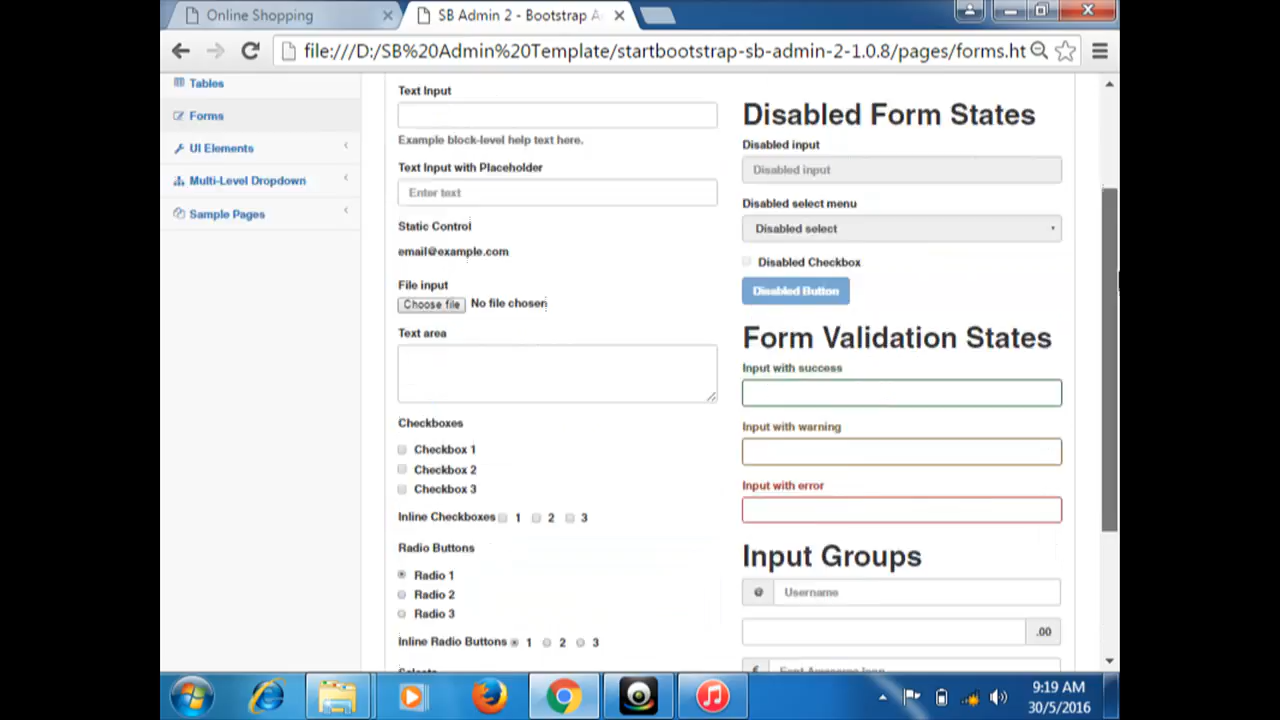 Online Shopping
SB Admin 2 - Bootstrap A
file:///D:/SB%20Admin%20Template/startbootstrap-sb-admin-2-1.0.8/pages/forms.ht
Tables
Forms
UI Elements
Multi-Level Dropdown
Sample Pages
Text Input
Example block-level help text here.
Text Input with Placeholder
Enter text
Static Control
email@example.com
File input
Choose file No file chosen
Text area
Checkboxes
Checkbox 1
Checkbox 2
Checkbox 3
Inline Checkboxes 1 2 3
Radio Buttons
Radio 1
Radio 2
Radio 3
Inline Radio Buttons 1 2 3
Selects
Disabled Form States
Disabled input
Disabled input
Disabled select menu
Disabled select
Disabled Checkbox
Disabled Button
Form Validation States
Input with success
Input with warning
Input with error
Input Groups
@ Username
.00
€ Font Awesome Icon
9:19 AM
30/5/2016